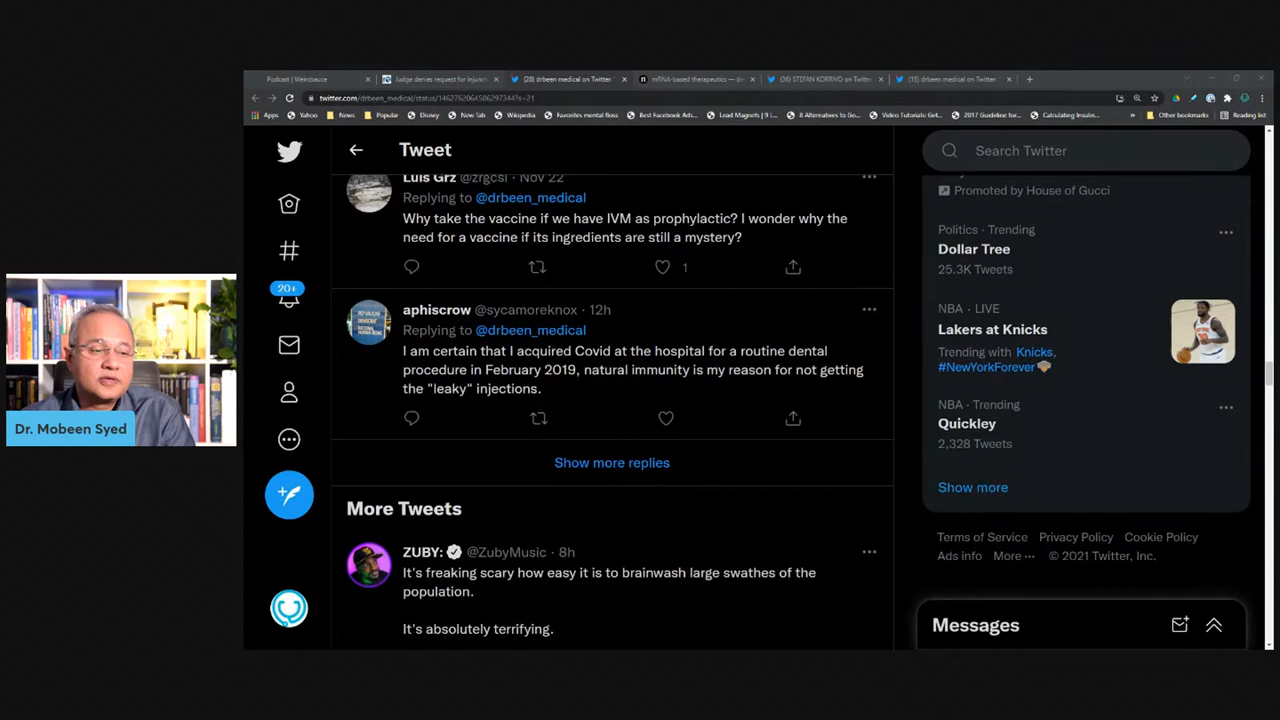 Podcast | Weirdsauce
Judge denies request for injunct
(28) drbeen medical on Twitter
mRNA-based therapeutics — de
(36) STEFAN KORRIVO on Twitte
(15) drbeen medical on Twitter
twitter.com/drbeen_medical/status/1462762064586297344?s=21
Apps
Yahoo
News
Popular
Disney
New Tab
Wikipedia
Favorites mental floss
Best Facebook Ads...
Lead Magnets | 9 I...
8 Alternatives to Go...
Video Tutorials: Get...
2017 Guideline for...
Calculating Insulin...
Other bookmarks
Reading list
Tweet
Search Twitter
Luis Grz @zrgcsl · Nov 22
Replying to @drbeen_medical
Why take the vaccine if we have IVM as prophylactic? I wonder why the
need for a vaccine if its ingredients are still a mystery?
1
aphiscrow @sycamoreknox · 12h
Replying to @drbeen_medical
I am certain that I acquired Covid at the hospital for a routine dental
procedure in February 2019, natural immunity is my reason for not getting
the "leaky" injections.
Show more replies
More Tweets
ZUBY: @ZubyMusic · 8h
It's freaking scary how easy it is to brainwash large swathes of the
population.
It's absolutely terrifying.
20+
Promoted by House of Gucci
Politics · Trending
Dollar Tree
25.3K Tweets
NBA · LIVE
Lakers at Knicks
Trending with Knicks,
#NewYorkForever
NBA · Trending
Quickley
2,328 Tweets
Show more
Terms of Service Privacy Policy Cookie Policy
Ads info More ··· © 2021 Twitter, Inc.
Messages
Dr. Mobeen Syed